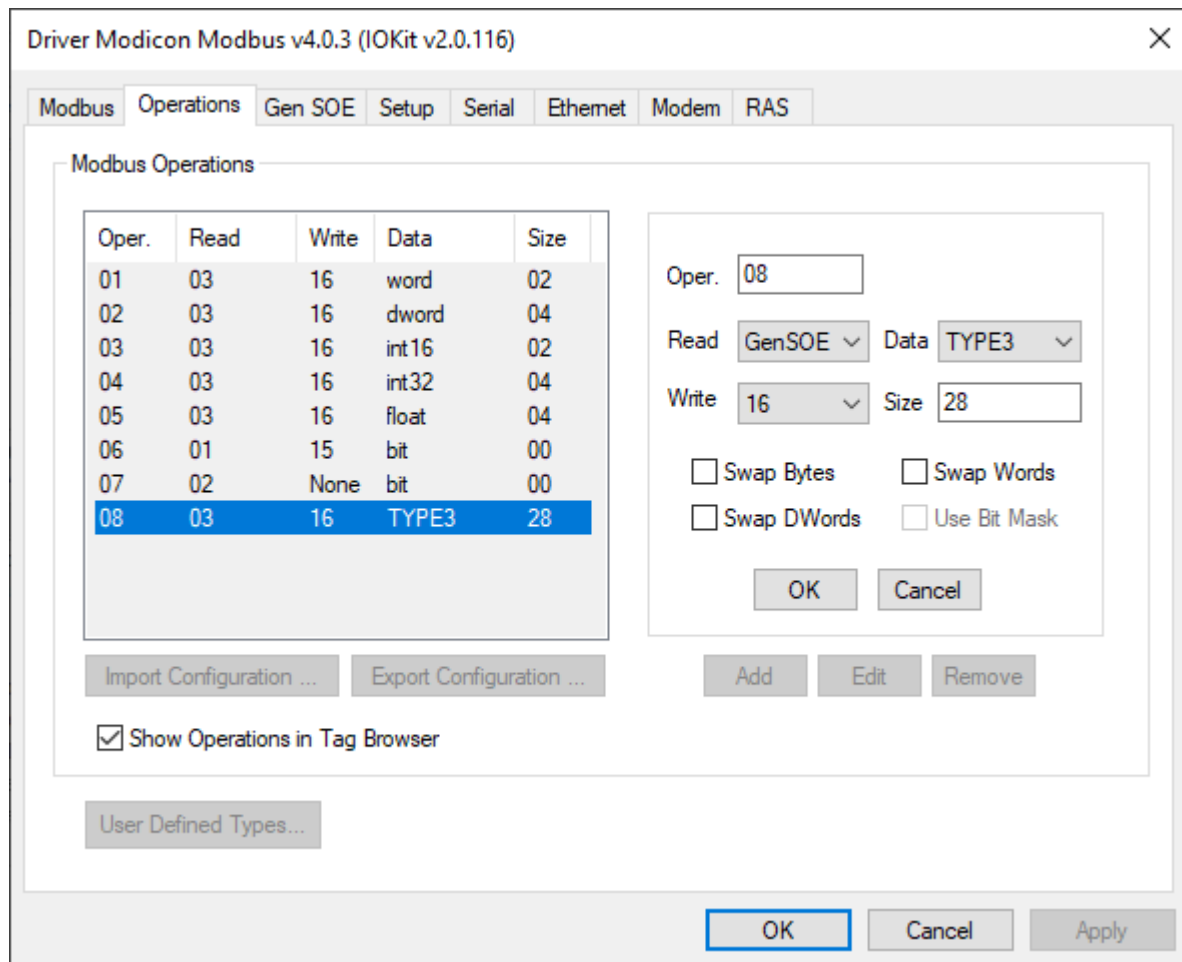 Driver Modicon Modbus v4.0.3 (IOKit v2.0.116)
Modbus Operations Gen SOE Setup Serial Ethernet Modem RAS
Modbus Operations
Oper. Read Write Data Size
01 03 16 word 02
02 03 16 dword 04
03 03 16 int16 02
04 03 16 int32 04
05 03 16 float 04
06 01 15 bit 00
07 02 None bit 00
08 03 16 TYPE3 28
Oper. 08
Read GenSOE Data TYPE3
Write 16 Size 28
Swap Bytes Swap Words
Swap DWords Use Bit Mask
OK Cancel
Import Configuration ... Export Configuration ... Add Edit Remove
Show Operations in Tag Browser
User Defined Types...
OK Cancel Apply